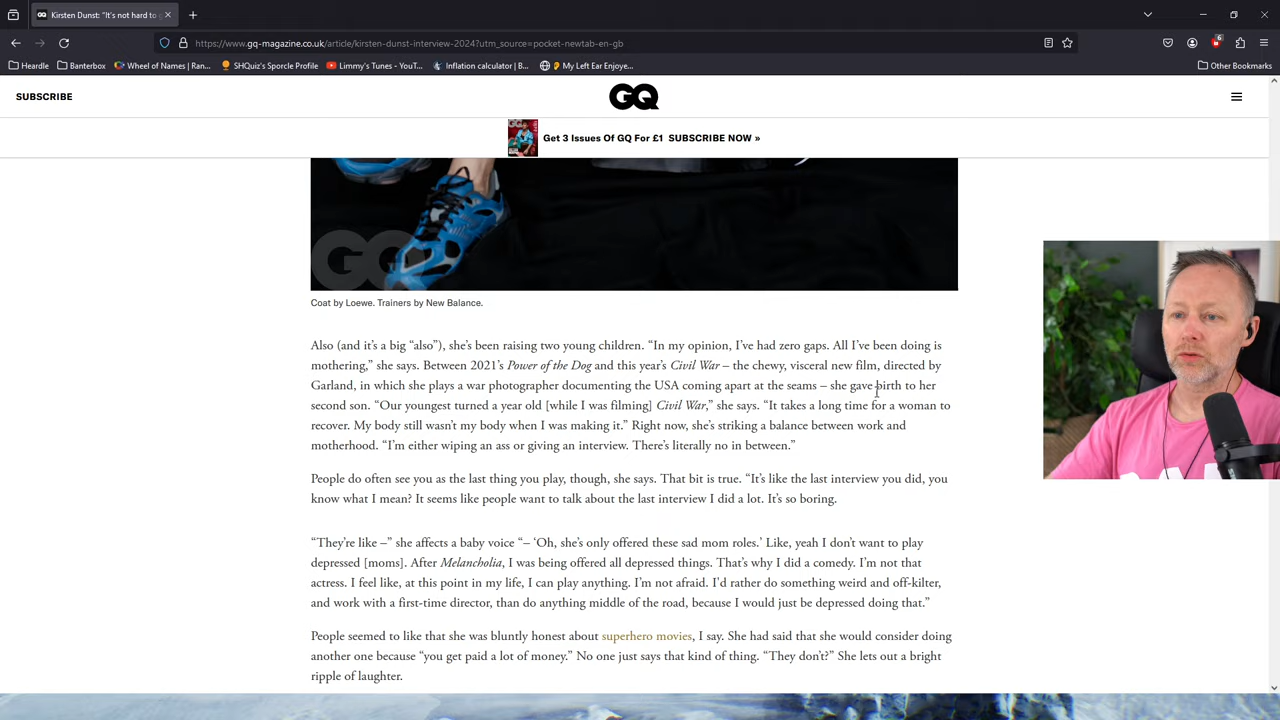 GQ Kirsten Dunst: "It's not hard to
https://www.gq-magazine.co.uk/article/kirsten-dunst-interview-2024?utm_source=pocket-newtab-en-gb
6
Heardle Banterbox Wheel of Names | Ran... SHQuiz's Sporcle Profile Limmy's Tunes - YouT... Inflation calculator | B... My Left Ear Enjoye... Other Bookmarks
SUBSCRIBE
GQ
Get 3 Issues Of GQ For £1 SUBSCRIBE NOW »
GQ
Coat by Loewe. Trainers by New Balance.
Also (and it's a big “also”), she's been raising two young children. “In my opinion, I've had zero gaps. All I've been doing is
mothering,” she says. Between 2021's Power of the Dog and this year's Civil War – the chewy, visceral new film, directed by
Garland, in which she plays a war photographer documenting the USA coming apart at the seams – she gave birth to her
second son. “Our youngest turned a year old [while I was filming] Civil War,” she says. “It takes a long time for a woman to
recover. My body still wasn't my body when I was making it.” Right now, she's striking a balance between work and
motherhood. “I'm either wiping an ass or giving an interview. There's literally no in between.”
People do often see you as the last thing you play, though, she says. That bit is true. “It's like the last interview you did, you
know what I mean? It seems like people want to talk about the last interview I did a lot. It's so boring.
“They're like –” she affects a baby voice “– ‘Oh, she's only offered these sad mom roles.’ Like, yeah I don't want to play
depressed [moms]. After Melancholia, I was being offered all depressed things. That's why I did a comedy. I'm not that
actress. I feel like, at this point in my life, I can play anything. I'm not afraid. I'd rather do something weird and off-kilter,
and work with a first-time director, than do anything middle of the road, because I would just be depressed doing that.”
People seemed to like that she was bluntly honest about superhero movies, I say. She had said that she would consider doing
another one because “you get paid a lot of money.” No one just says that kind of thing. “They don't?” She lets out a bright
ripple of laughter.